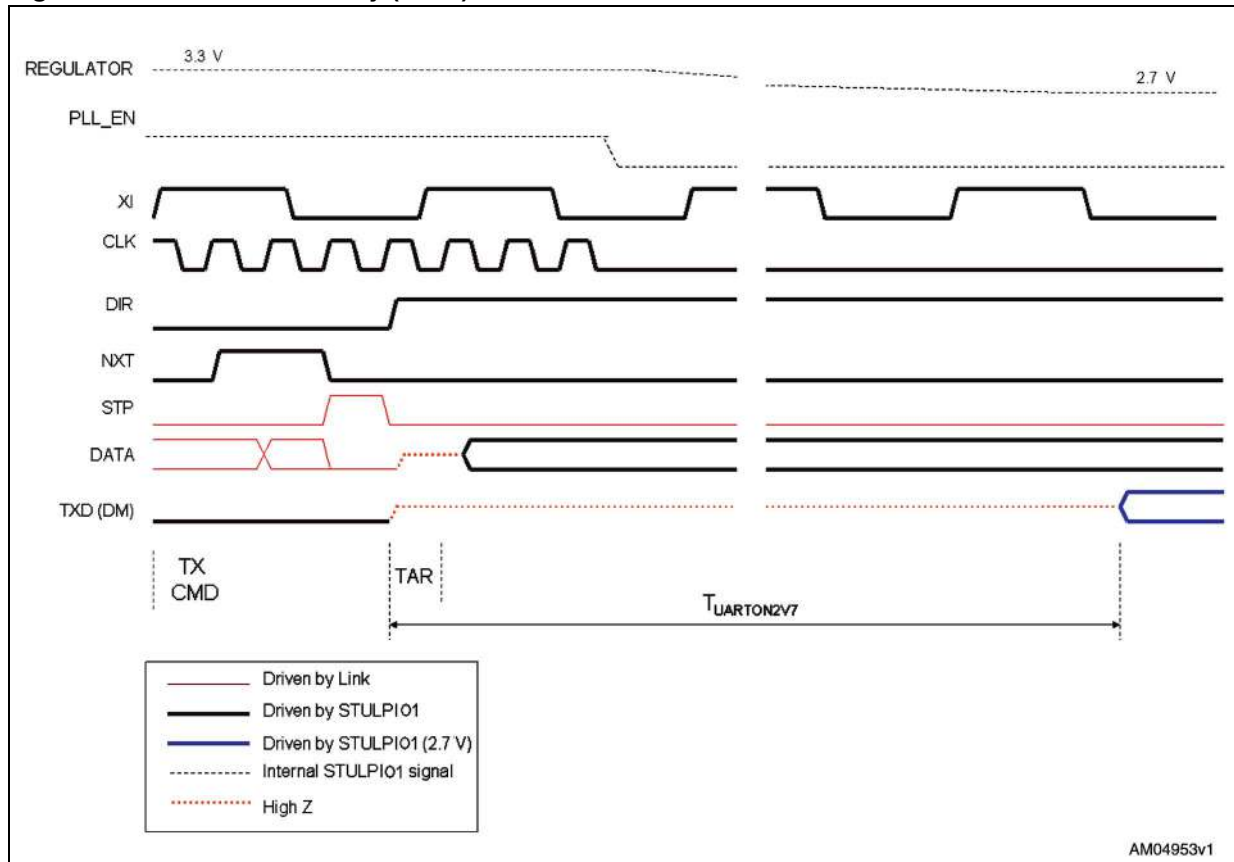 REGULATOR
3.3 V
2.7 V
PLL_EN
XI
CLK
DIR
NXT
STP
DATA
TXD (DM)
TX
CMD
TAR
TUARTON2V7
Driven by Link
Driven by STULPI01
Driven by STULPI01 (2.7 V)
Internal STULPI01 signal
High Z
AM04953v1